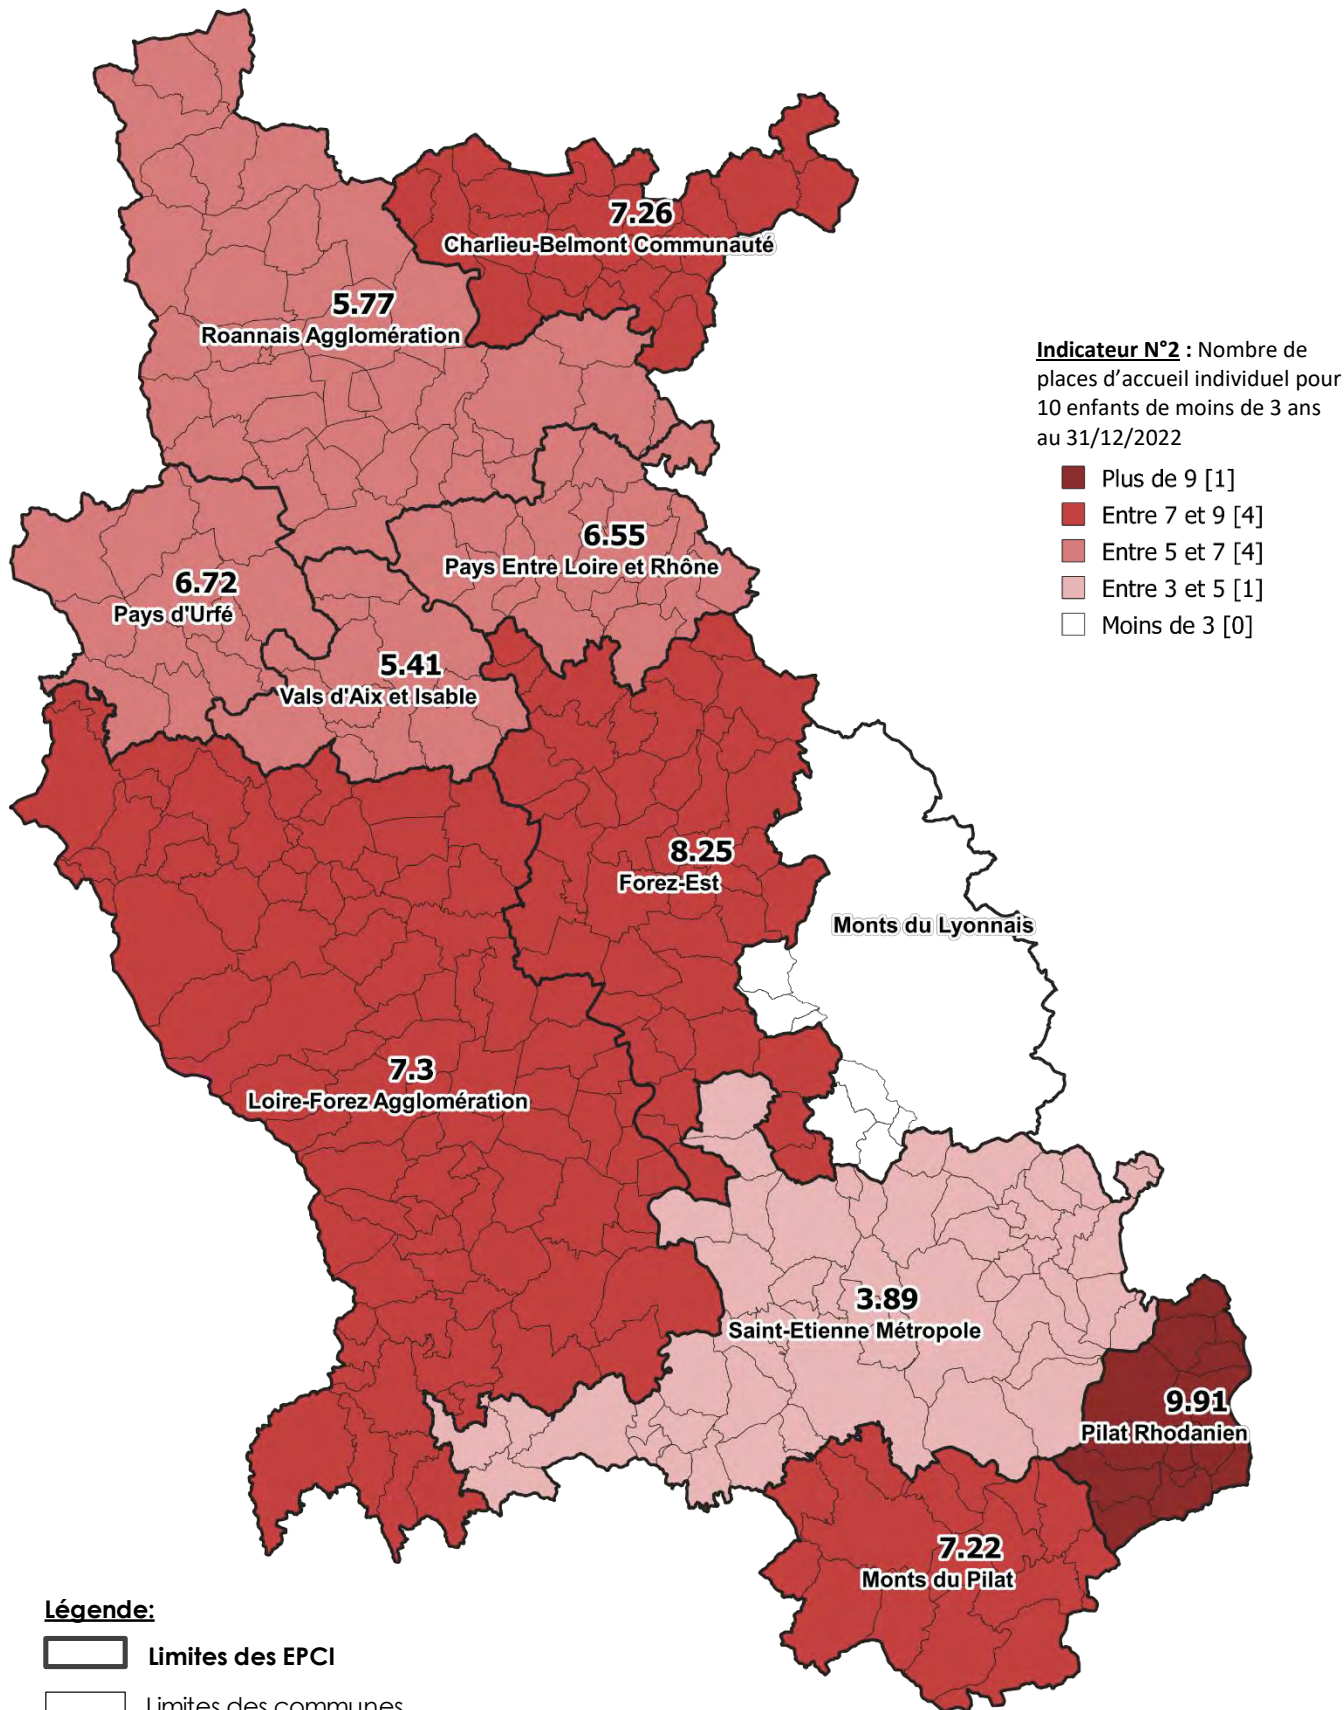 7.26
Charlieu-Belmont Communauté
5.77
Roannais Agglomération
Indicateur N°2 : Nombre de
places d'accueil individuel pour
10 enfants de moins de 3 ans
au 31/12/2022
Plus de 9 [1]
Entre 7 et 9 [4]
Entre 5 et 7 [4]
Entre 3 et 5 [1]
Moins de 3 [0]
6.55
Pays Entre Loire et Rhône
6.72
Pays d'Urfé
5.41
Vals d'Aix et Isable
8.25
Forez-Est
Monts du Lyonnais
7.3
Loire-Forez Agglomération
3.89
Saint-Etienne Métropole
9.91
Pilat Rhodanien
7.22
Monts du Pilat
Légende:
Limites des EPCI
Limites des communes